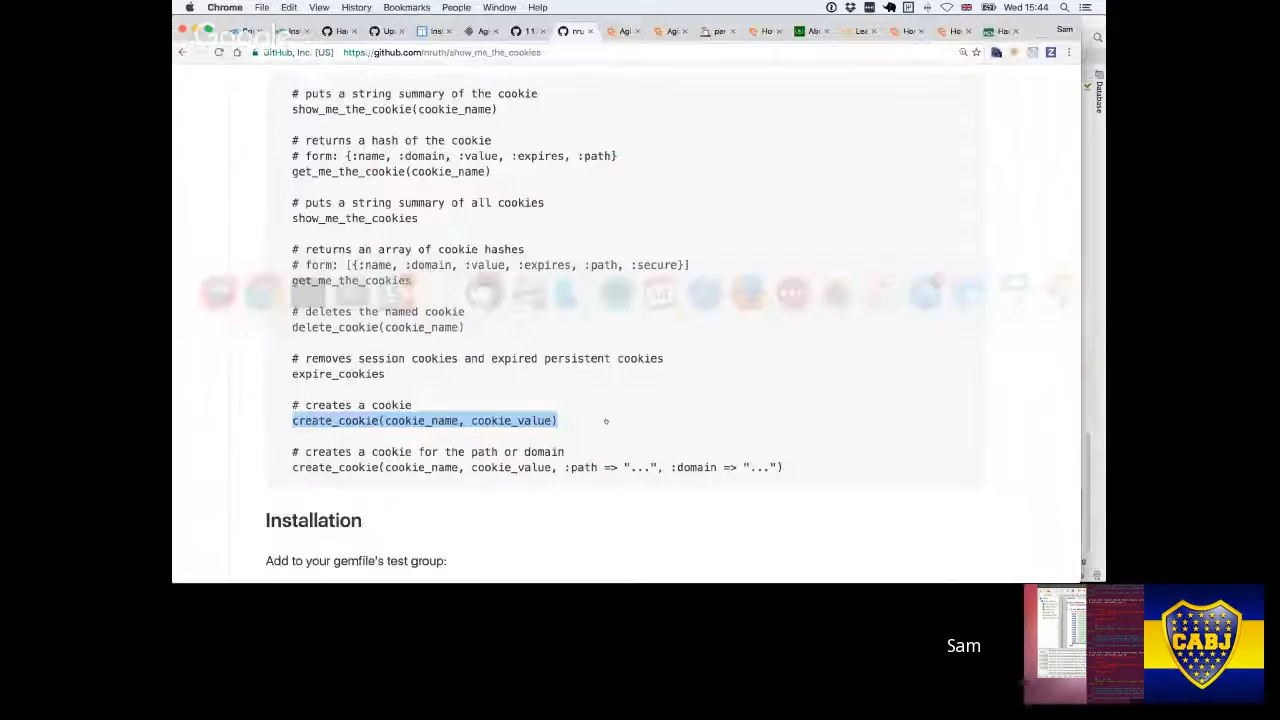 Chrome File Edit View History Bookmarks People Window Help
Wed 15:44
Google
Sam
GitHub, Inc. [US] https://github.com/nruth/show_me_the_cookies
Database
# puts a string summary of the cookie
show_me_the_cookie(cookie_name)
# returns a hash of the cookie
# form: {:name, :domain, :value, :expires, :path}
get_me_the_cookie(cookie_name)
# puts a string summary of all cookies
show_me_the_cookies
# returns an array of cookie hashes
# form: [{:name, :domain, :value, :expires, :path, :secure}]
get_me_the_cookies
# deletes the named cookie
delete_cookie(cookie_name)
# removes session cookies and expired persistent cookies
expire_cookies
# creates a cookie
create_cookie(cookie_name, cookie_value)
# creates a cookie for the path or domain
create_cookie(cookie_name, cookie_value, :path => "...", :domain => "...")
Installation
Add to your gemfile's test group:
Sam
CABJ